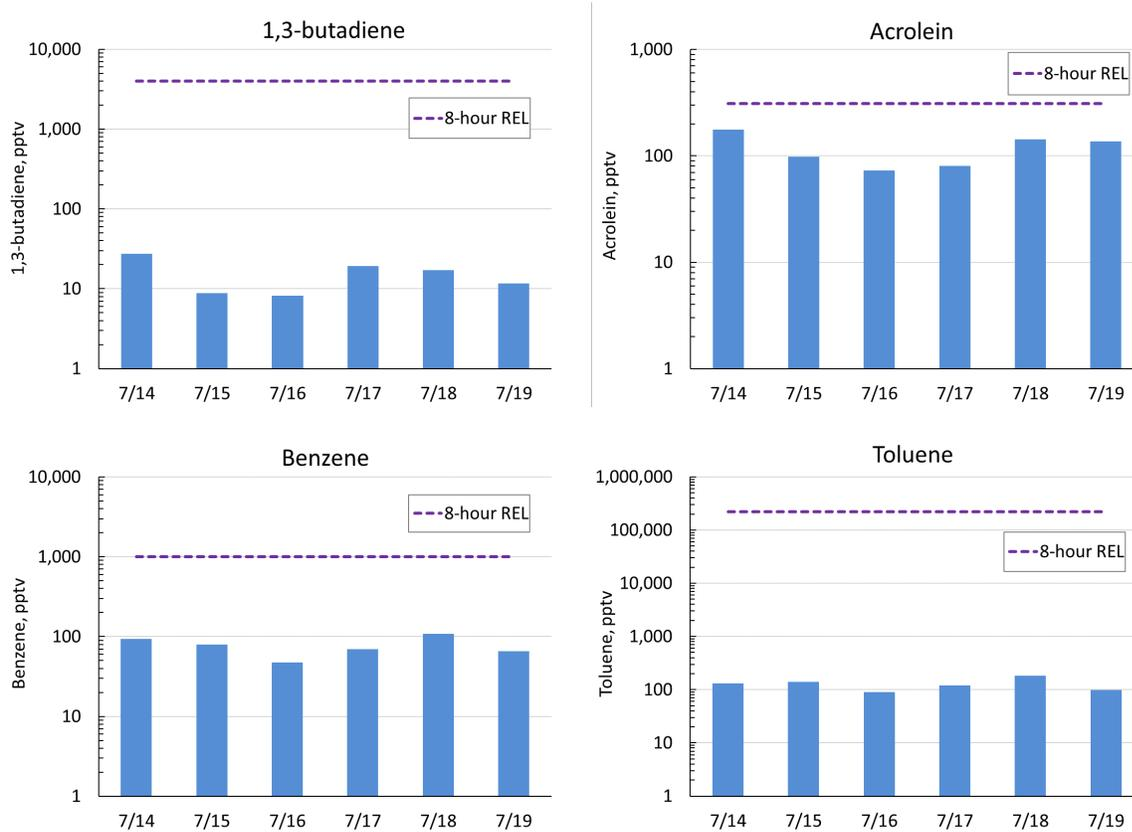 1,3-butadiene
10,000
1,000
100
10
1
1,3-butadiene, pptv
8-hour REL
7/14 7/15 7/16 7/17 7/18 7/19
Acrolein
1,000
100
10
1
Acrolein, pptv
8-hour REL
7/14 7/15 7/16 7/17 7/18 7/19
Benzene
10,000
1,000
100
10
1
Benzene, pptv
8-hour REL
7/14 7/15 7/16 7/17 7/18 7/19
Toluene
1,000,000
100,000
10,000
1,000
100
10
1
Toluene, pptv
8-hour REL
7/14 7/15 7/16 7/17 7/18 7/19